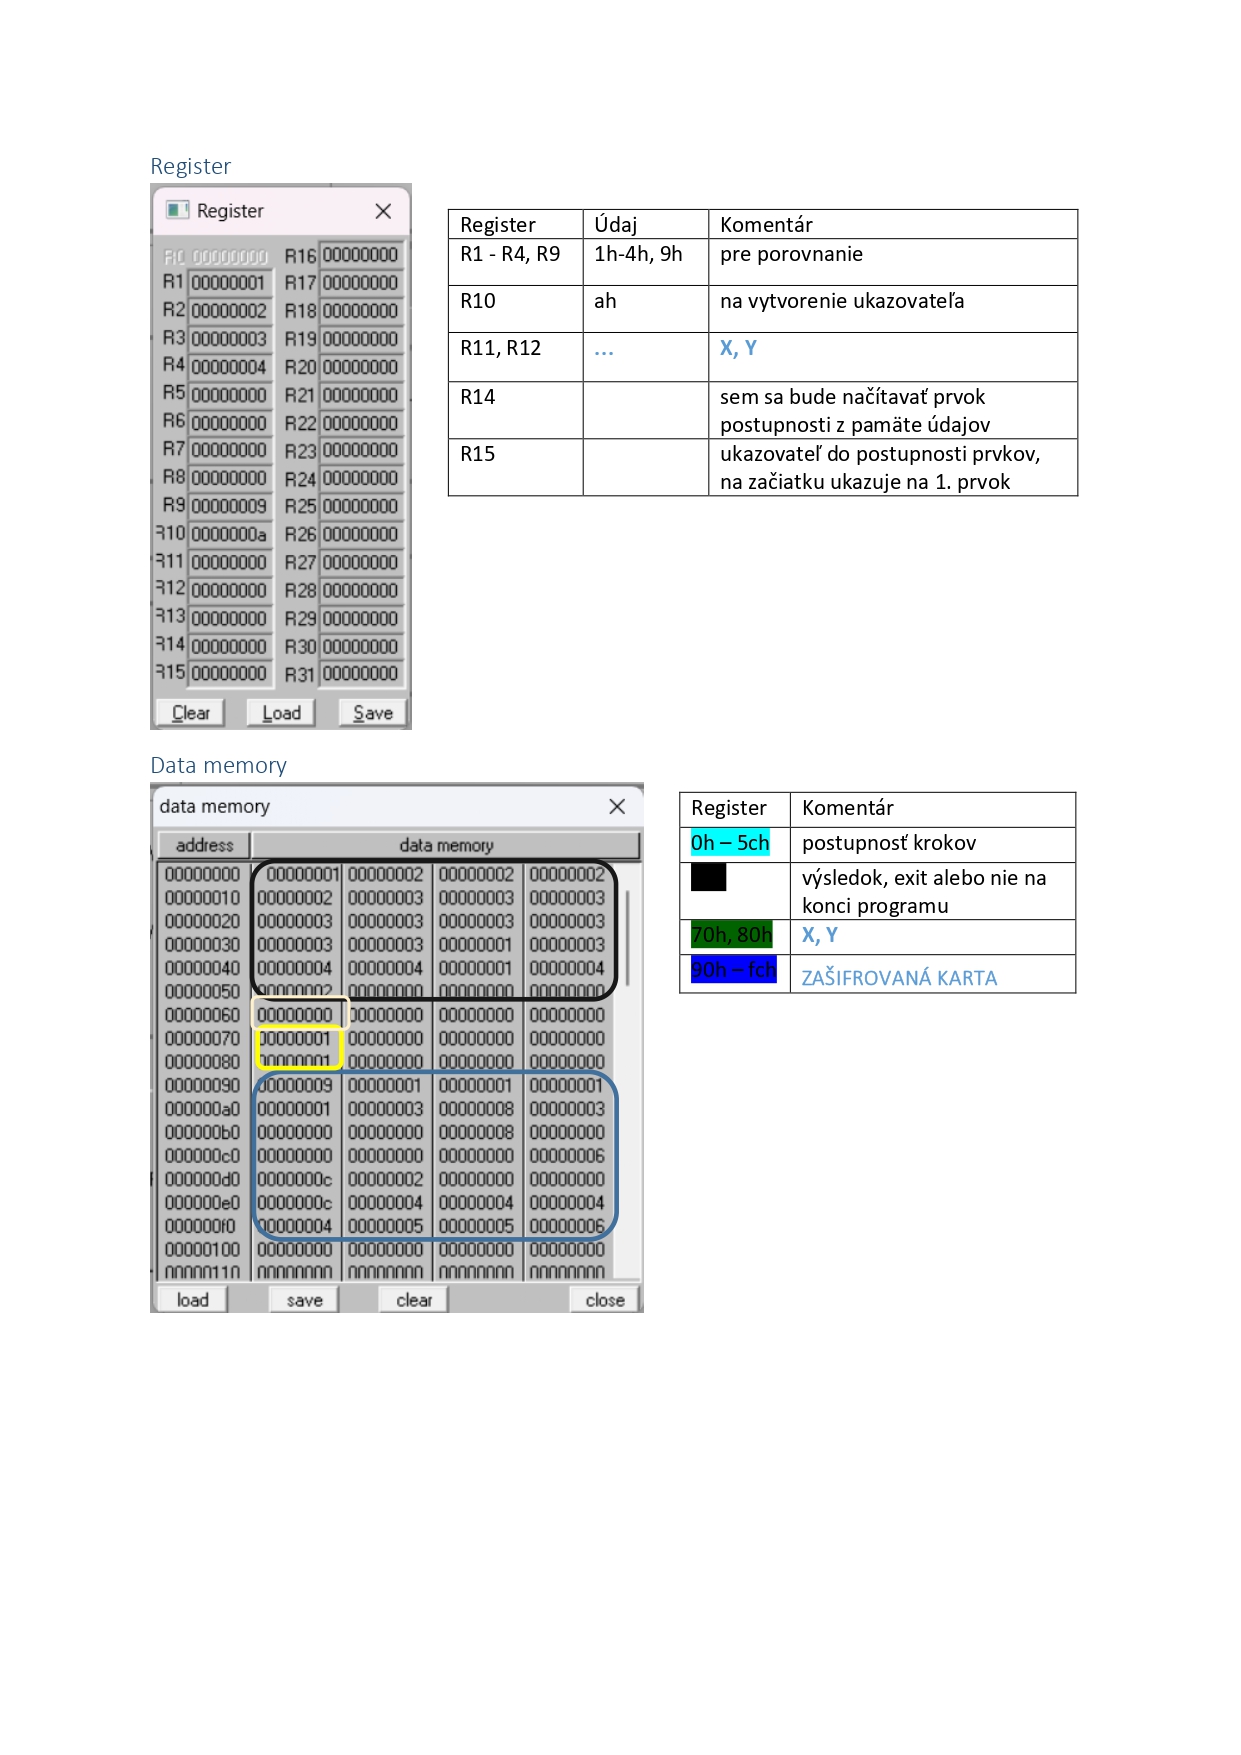 Register
Register
R0 00000000 R16 00000000
R1 00000001 R17 00000000
R2 00000002 R18 00000000
R3 00000003 R19 00000000
R4 00000004 R20 00000000
R5 00000000 R21 00000000
R6 00000000 R22 00000000
R7 00000000 R23 00000000
R8 00000000 R24 00000000
R9 00000009 R25 00000000
R10 0000000a R26 00000000
R11 00000000 R27 00000000
R12 00000000 R28 00000000
R13 00000000 R29 00000000
R14 00000000 R30 00000000
R15 00000000 R31 00000000
Clear Load Save
Register Údaj Komentár
R1 - R4, R9 1h-4h, 9h pre porovnanie
R10 ah na vytvorenie ukazovateľa
R11, R12 ... X, Y
R14 sem sa bude načítavať prvok
postupnosti z pamäte údajov
R15 ukazovateľ do postupnosti prvkov,
na začiatku ukazuje na 1. prvok
Data memory
data memory
address data memory
00000000 00000001 00000002 00000002 00000002
00000010 00000002 00000003 00000003 00000003
00000020 00000003 00000003 00000003 00000003
00000030 00000003 00000003 00000001 00000003
00000040 00000004 00000004 00000001 00000004
00000050 00000002 00000000 00000000 00000000
00000060 00000000 00000000 00000000 00000000
00000070 00000001 00000000 00000000 00000000
00000080 00000001 00000000 00000000 00000000
00000090 00000009 00000001 00000001 00000001
000000a0 00000001 00000003 00000008 00000003
000000b0 00000000 00000000 00000008 00000000
000000c0 00000000 00000000 00000000 00000006
000000d0 0000000c 00000002 00000000 00000000
000000e0 0000000c 00000004 00000004 00000004
000000f0 00000004 00000005 00000005 00000006
00000100 00000000 00000000 00000000 00000000
00000110 00000000 00000000 00000000 00000000
load save clear close
Register Komentár
0h – 5ch postupnosť krokov
výsledok, exit alebo nie na
konci programu
70h, 80h X, Y
90h – fch ZAŠIFROVANÁ KARTA